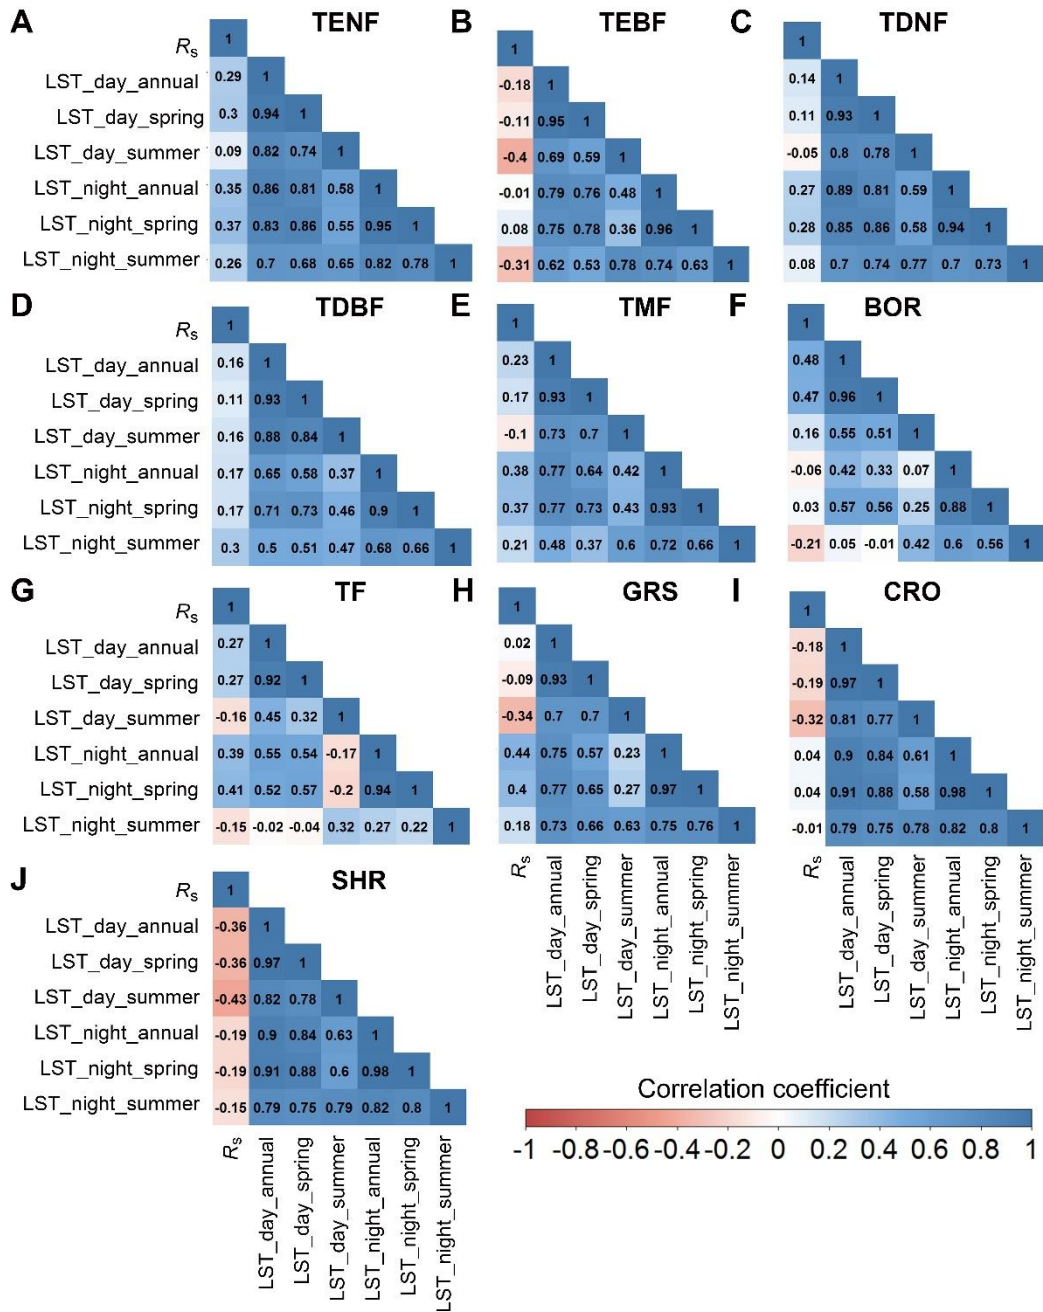 A TENF B TEBF C TDNF
Rs 1 1 1
LST_day_annual 0.29 1 -0.18 1 0.14 1
LST_day_spring 0.3 0.94 1 -0.11 0.95 1 0.11 0.93 1
LST_day_summer 0.09 0.82 0.74 1 -0.4 0.69 0.59 1 -0.05 0.8 0.78 1
LST_night_annual 0.35 0.86 0.81 0.58 1 -0.01 0.79 0.76 0.48 1 0.27 0.89 0.81 0.59 1
LST_night_spring 0.37 0.83 0.86 0.55 0.95 1 0.08 0.75 0.78 0.36 0.96 1 0.28 0.85 0.86 0.58 0.94 1
LST_night_summer 0.26 0.7 0.68 0.65 0.82 0.78 1 -0.31 0.62 0.53 0.78 0.74 0.63 1 0.08 0.7 0.74 0.77 0.7 0.73 1
D TDBF E TMF F BOR
Rs 1 1 1
LST_day_annual 0.16 1 0.23 1 0.48 1
LST_day_spring 0.11 0.93 1 0.17 0.93 1 0.47 0.96 1
LST_day_summer 0.16 0.88 0.84 1 -0.1 0.73 0.7 1 0.16 0.55 0.51 1
LST_night_annual 0.17 0.65 0.58 0.37 1 0.38 0.77 0.64 0.42 1 -0.06 0.42 0.33 0.07 1
LST_night_spring 0.17 0.71 0.73 0.46 0.9 1 0.37 0.77 0.73 0.43 0.93 1 0.03 0.57 0.56 0.25 0.88 1
LST_night_summer 0.3 0.5 0.51 0.47 0.68 0.66 1 0.21 0.48 0.37 0.6 0.72 0.66 1 -0.21 0.05 -0.01 0.42 0.6 0.56 1
G TF H GRS I CRO
Rs 1 1 1
LST_day_annual 0.27 1 0.02 1 -0.18 1
LST_day_spring 0.27 0.92 1 -0.09 0.93 1 -0.19 0.97 1
LST_day_summer -0.16 0.45 0.32 1 -0.34 0.7 0.7 1 -0.32 0.81 0.77 1
LST_night_annual 0.39 0.55 0.54 -0.17 1 0.44 0.75 0.57 0.23 1 0.04 0.9 0.84 0.61 1
LST_night_spring 0.41 0.52 0.57 -0.2 0.94 1 0.4 0.77 0.65 0.27 0.97 1 0.04 0.91 0.88 0.58 0.98 1
LST_night_summer -0.15 -0.02 -0.04 0.32 0.27 0.22 1 0.18 0.73 0.66 0.63 0.75 0.76 1 -0.01 0.79 0.75 0.78 0.82 0.8 1
Rs LST_day_annual LST_day_spring LST_day_summer LST_night_annual LST_night_spring LST_night_summer Rs LST_day_annual LST_day_spring LST_day_summer LST_night_annual LST_night_spring LST_night_summer
J SHR
Rs 1
LST_day_annual -0.36 1
LST_day_spring -0.36 0.97 1
LST_day_summer -0.43 0.82 0.78 1
LST_night_annual -0.19 0.9 0.84 0.63 1
LST_night_spring -0.19 0.91 0.88 0.6 0.98 1
LST_night_summer -0.15 0.79 0.75 0.79 0.82 0.8 1
Rs LST_day_annual LST_day_spring LST_day_summer LST_night_annual LST_night_spring LST_night_summer
Correlation coefficient
-1 -0.8 -0.6 -0.4 -0.2 0 0.2 0.4 0.6 0.8 1